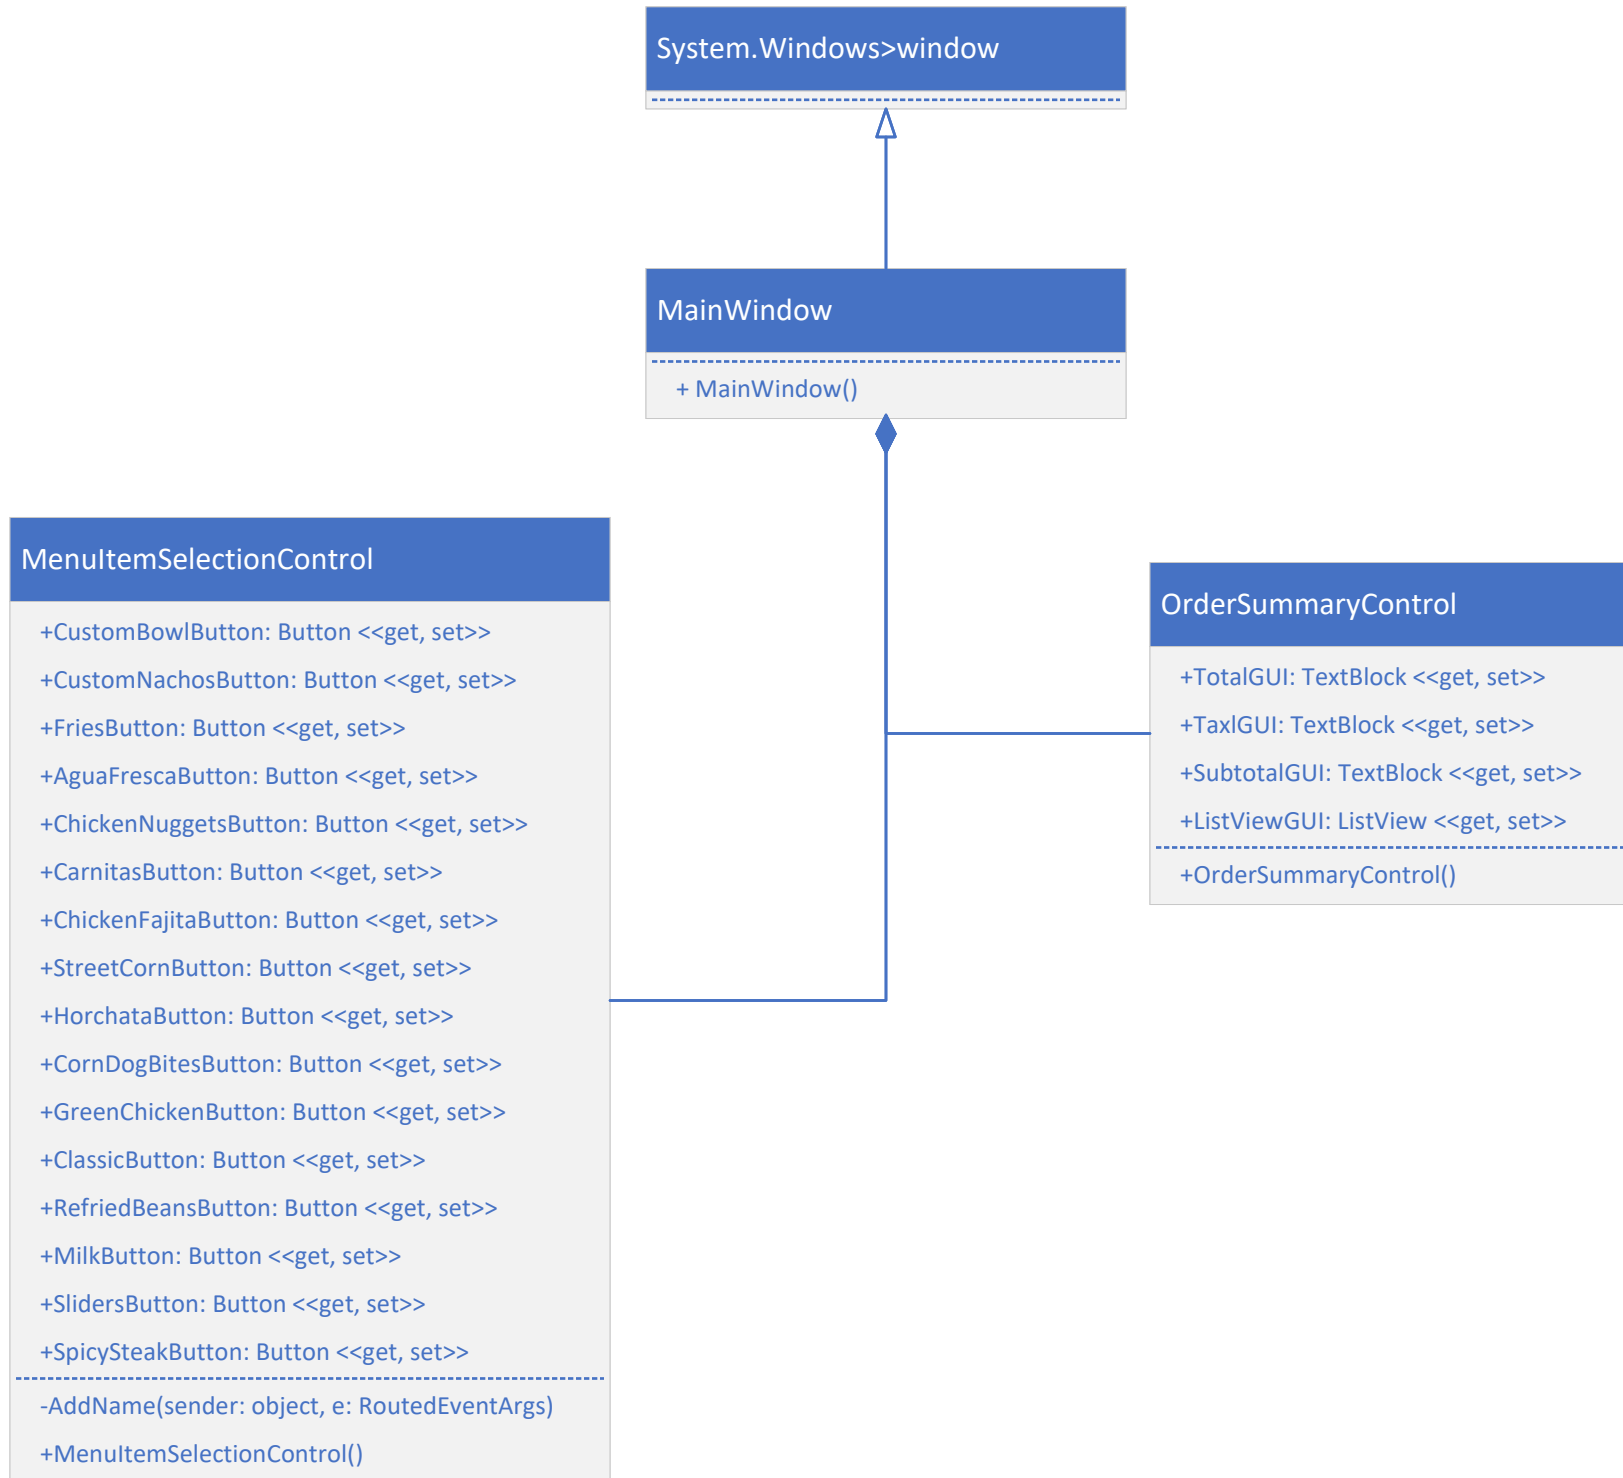 System.Windows>window
MainWindow
+ MainWindow()
MenuItemSelectionControl
+CustomBowlButton: Button <<get, set>>
+CustomNachosButton: Button <<get, set>>
+FriesButton: Button <<get, set>>
+AguaFrescaButton: Button <<get, set>>
+ChickenNuggetsButton: Button <<get, set>>
+CarnitasButton: Button <<get, set>>
+ChickenFajitaButton: Button <<get, set>>
+StreetCornButton: Button <<get, set>>
+HorchataButton: Button <<get, set>>
+CornDogBitesButton: Button <<get, set>>
+GreenChickenButton: Button <<get, set>>
+ClassicButton: Button <<get, set>>
+RefriedBeansButton: Button <<get, set>>
+MilkButton: Button <<get, set>>
+SlidersButton: Button <<get, set>>
+SpicySteakButton: Button <<get, set>>
-AddName(sender: object, e: RoutedEventArgs)
+MenuItemSelectionControl()
OrderSummaryControl
+TotalGUI: TextBlock <<get, set>>
+TaxlGUI: TextBlock <<get, set>>
+SubtotalGUI: TextBlock <<get, set>>
+ListViewGUI: ListView <<get, set>>
+OrderSummaryControl()